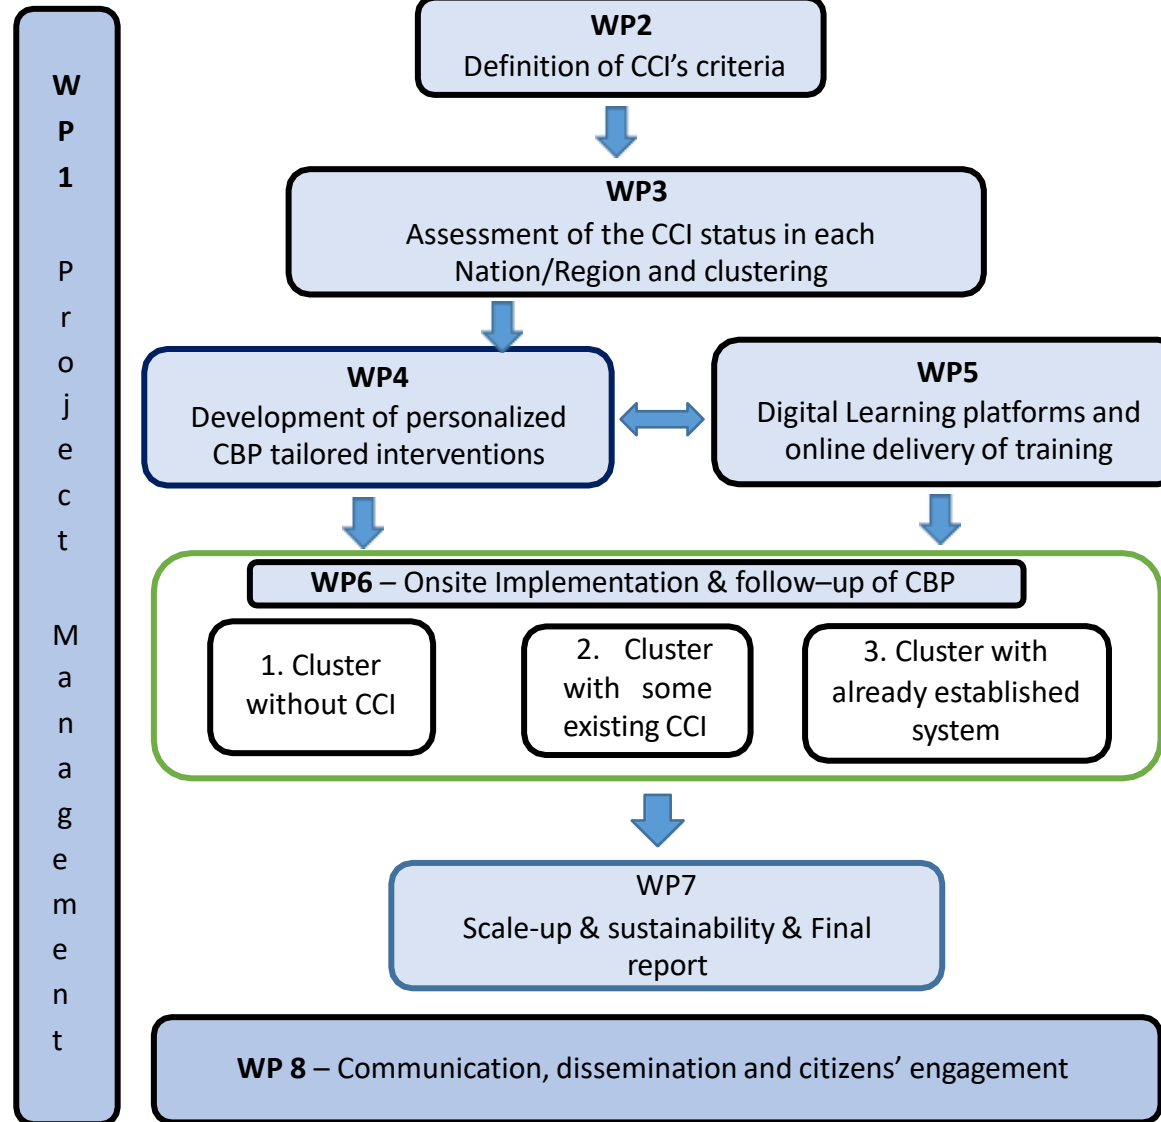 WP1 Project Management
WP2
Definition of CCI's criteria
WP3
Assessment of the CCI status in each
Nation/Region and clustering
WP4
Development of personalized
CBP tailored interventions
WP5
Digital Learning platforms and
online delivery of training
WP6 – Onsite Implementation & follow–up of CBP
1. Cluster
without CCI
2. Cluster
with some
existing CCI
3. Cluster with
already established
system
WP7
Scale-up & sustainability & Final
report
WP 8 – Communication, dissemination and citizens’ engagement